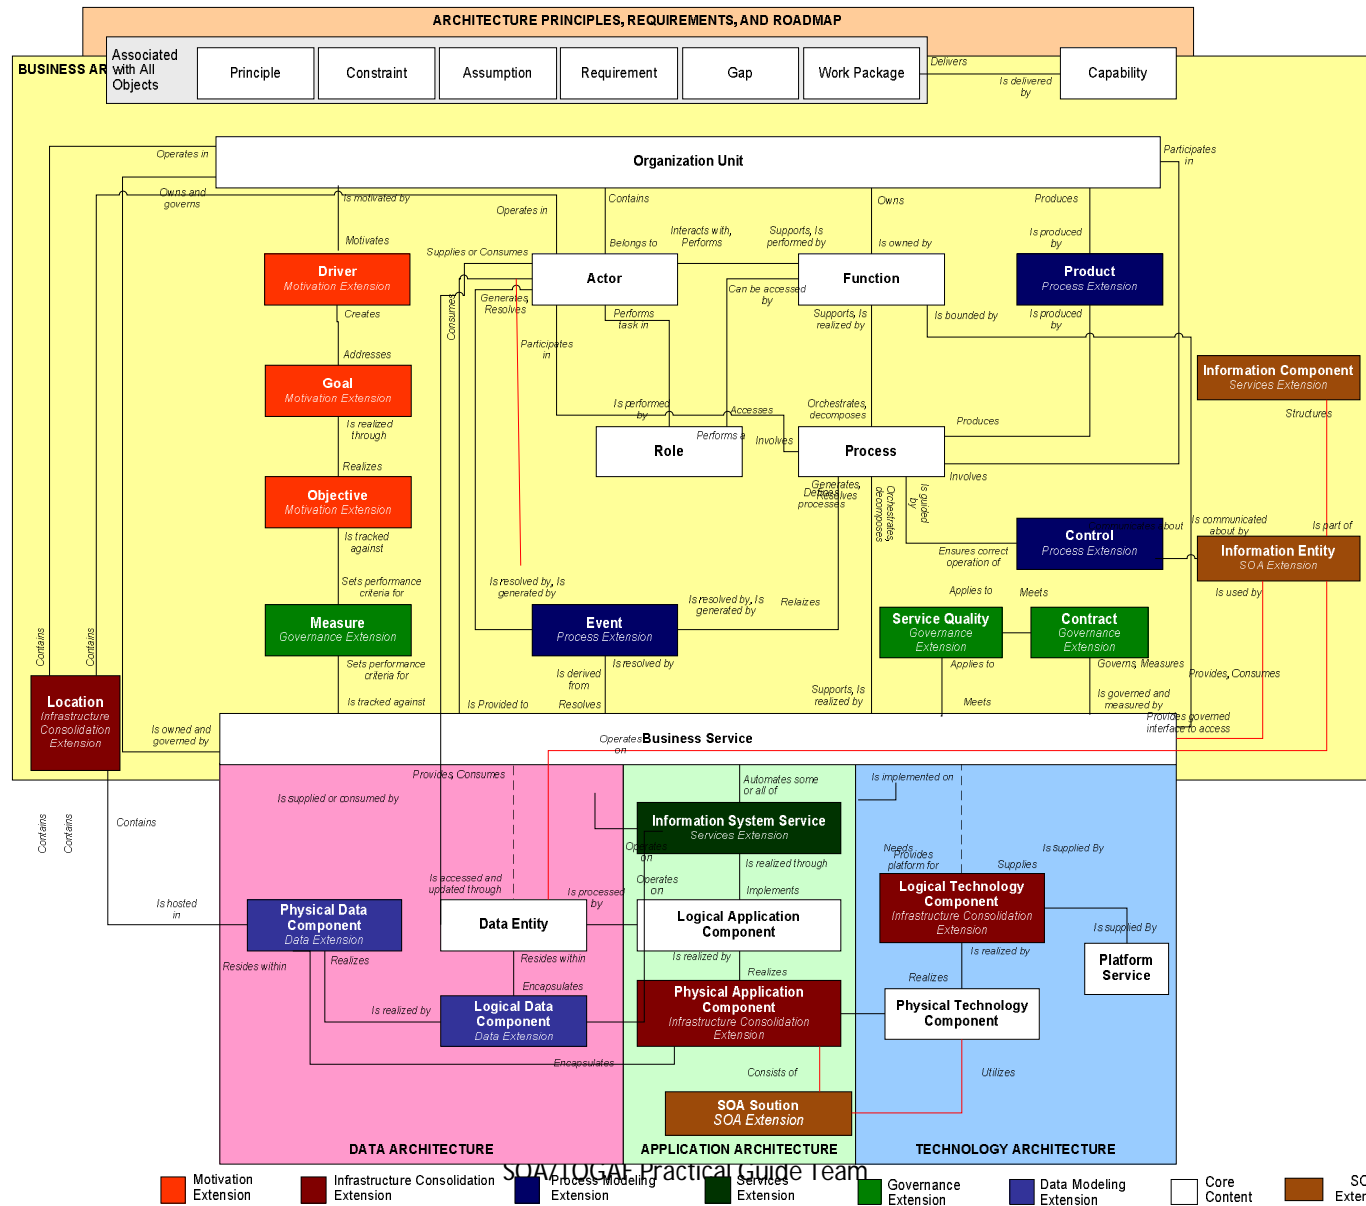 ARCHITECTURE PRINCIPLES, REQUIREMENTS, AND ROADMAP
BUSINESS AR
Associated
with All
Objects
Principle
Constraint
Assumption
Requirement
Gap
Work Package
Delivers
Is delivered
by
Capability
Operates in
Organization Unit
Participates
in
Owns and
governs
Is motivated by
Operates in
Contains
Owns
Produces
Motivates
Supplies or Consumes
Belongs to
Interacts with,
Performs
Supports, Is
performed by
Is owned by
Is produced
by
Driver
Motivation Extension
Actor
Function
Product
Process Extension
Consumes
Generates,
Resolves
Can be accessed
by
Creates
Performs
task in
Supports, Is
realized by
Is bounded by
Is produced
by
Addresses
Participates
in
Goal
Motivation Extension
Information Component
Services Extension
Structures
Is realized
through
Is performed
by
Accesses
Orchestrates,
decomposes
Produces
Performs a
Involves
Role
Process
Realizes
Involves
Objective
Motivation Extension
Generates,
Resolves
Defines
processes
Orchestrates,
decomposes
Is guided
by
Is tracked
against
Control
Process Extension
about
Is communicated
about by
Is part of
Information Entity
SOA Extension
Ensures correct
operation of
Is used by
Sets performance
criteria for
Is resolved by, Is
generated by
Is resolved by, Is
generated by
Relaizes
Applies to
Meets
Measure
Governance Extension
Event
Process Extension
Service Quality
Governance
Extension
Contract
Governance
Extension
Contains
Contains
Sets performance
criteria for
Is derived
from
Is resolved by
Applies to
Governs, Measures
Provides, Consumes
Location
Infrastructure
Consolidation
Extension
Is tracked against
Is Provided to
Resolves
Supports, Is
realized by
Meets
Is governed and
measured by
Is owned and
governed by
Operates
on
Business Service
Provides governed
interface to access
Provides, Consumes
Automates some
or all of
Is implemented on
Is supplied or consumed by
Contains
Contains
Contains
Information System Service
Services Extension
Operates
on
Needs
Provides
platform for
Is supplied By
Supplies
Is realized through
Is accessed and
updated through
Is processed
by
Operates
on
Implements
Is hosted
in
Physical Data
Component
Data Extension
Data Entity
Logical Application
Component
Logical Technology
Component
Infrastructure Consolidation
Extension
Is supplied By
Resides within
Realizes
Resides within
Is realized by
Is realized by
Platform
Service
Encapsulates
Realizes
Realizes
Is realized by
Logical Data
Component
Data Extension
Physical Application
Component
Infrastructure Consolidation
Extension
Physical Technology
Component
Encapsulates
Consists of
Utilizes
SOA Soution
SOA Extension
DATA ARCHITECTURE
APPLICATION ARCHITECTURE
TECHNOLOGY ARCHITECTURE
SOA/TOGAF Practical Guide Team
Motivation
Extension
Infrastructure Consolidation
Extension
Process Modeling
Extension
Services
Extension
Governance
Extension
Data Modeling
Extension
Core
Content
SO
Exten